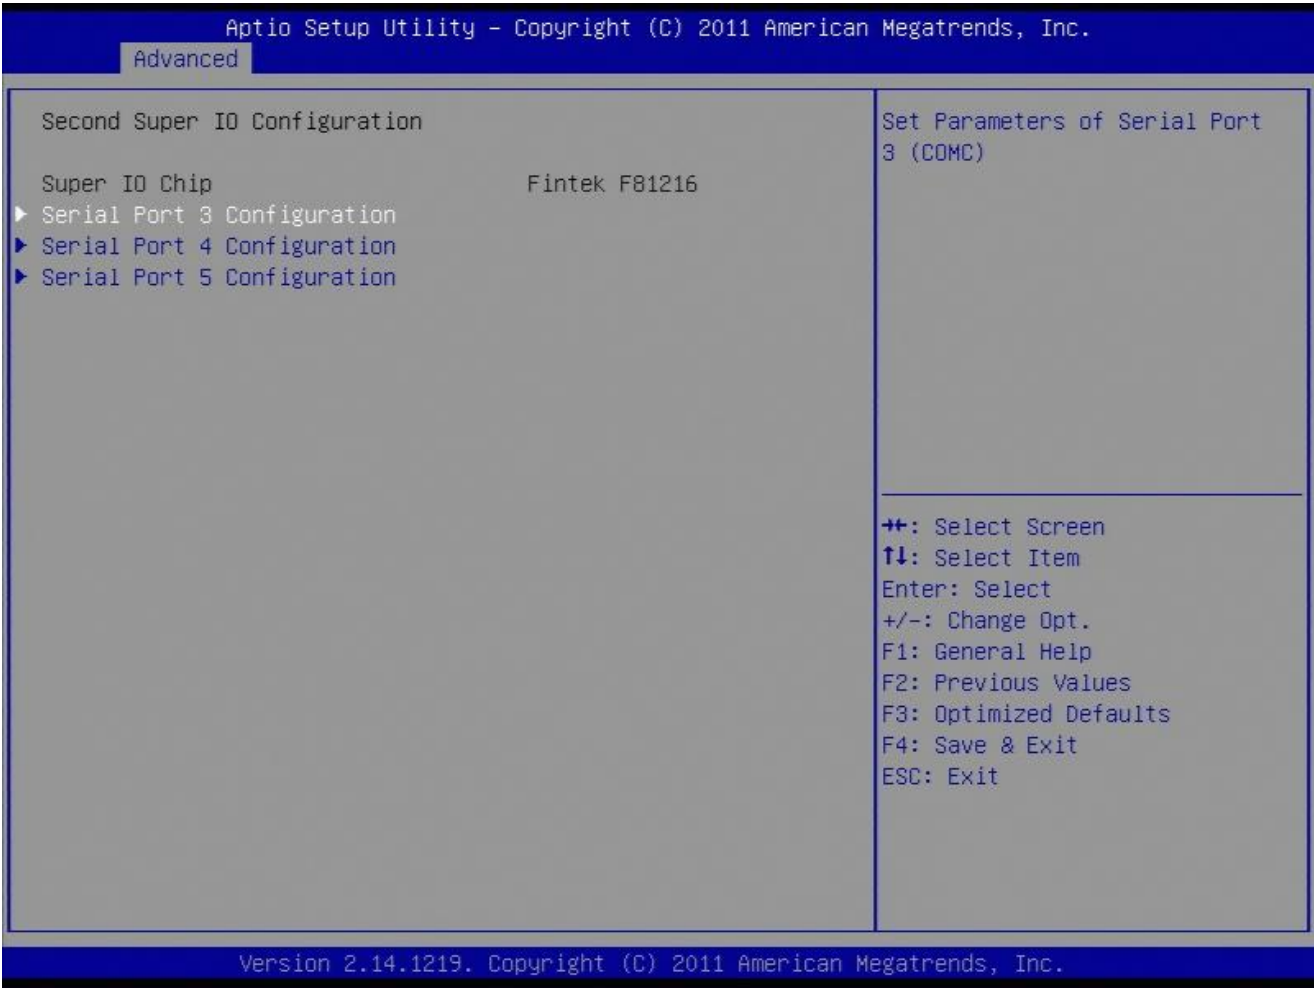 Aptio Setup Utility – Copyright (C) 2011 American Megatrends, Inc.
Advanced
Second Super IO Configuration
Super IO Chip Fintek F81216
Serial Port 3 Configuration
Serial Port 4 Configuration
Serial Port 5 Configuration
Set Parameters of Serial Port
3 (COMC)
→←: Select Screen
↑↓: Select Item
Enter: Select
+/-: Change Opt.
F1: General Help
F2: Previous Values
F3: Optimized Defaults
F4: Save & Exit
ESC: Exit
Version 2.14.1219. Copyright (C) 2011 American Megatrends, Inc.